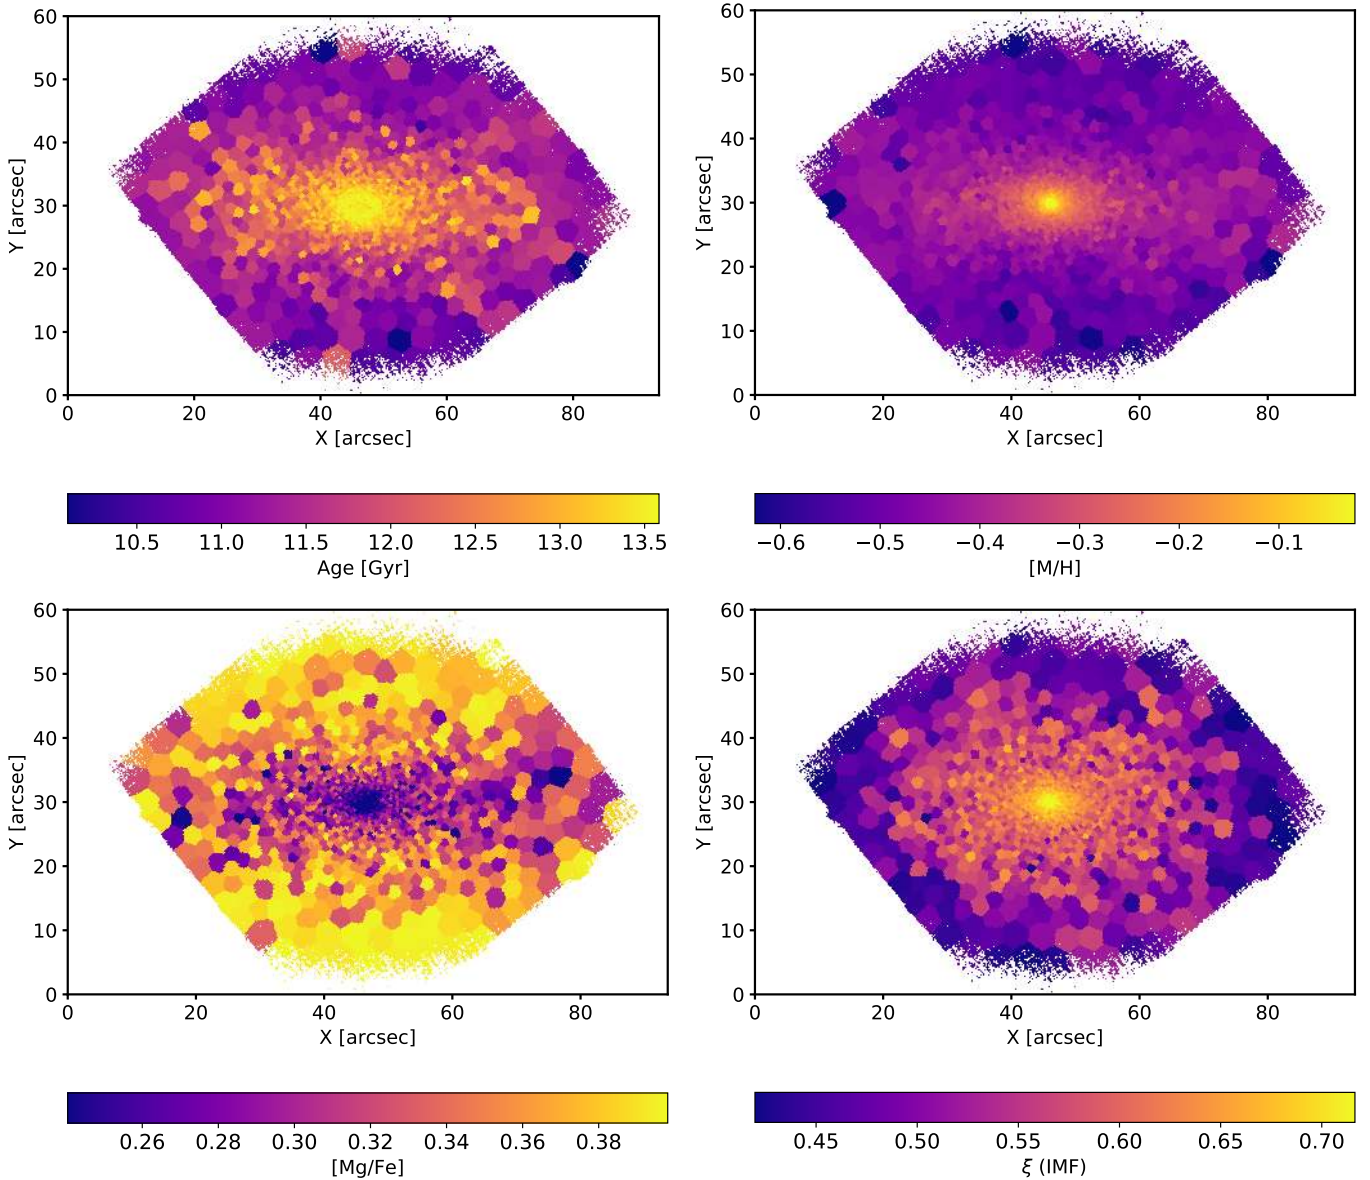 60
50
40
30
20
10
0
Y [arcsec]
0 20 40 60 80
X [arcsec]
10.5 11.0 11.5 12.0 12.5 13.0 13.5
Age [Gyr]
60
50
40
30
20
10
0
Y [arcsec]
0 20 40 60 80
X [arcsec]
−0.6 −0.5 −0.4 −0.3 −0.2 −0.1
[M/H]
60
50
40
30
20
10
0
Y [arcsec]
0 20 40 60 80
X [arcsec]
0.26 0.28 0.30 0.32 0.34 0.36 0.38
[Mg/Fe]
60
50
40
30
20
10
0
Y [arcsec]
0 20 40 60 80
X [arcsec]
0.45 0.50 0.55 0.60 0.65 0.70
ξ (IMF)